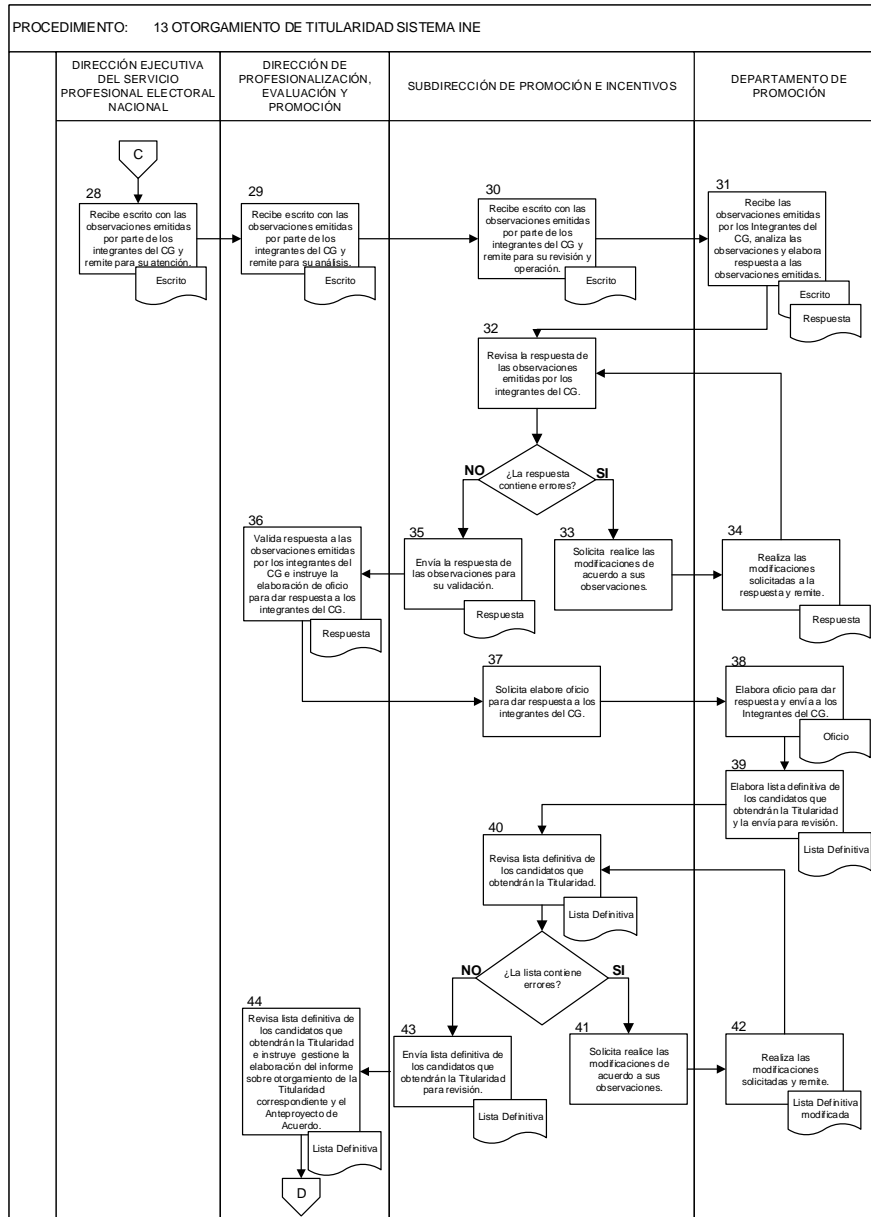 PROCEDIMIENTO: 13 OTORGAMIENTO DE TITULARIDAD SISTEMA INE
DIRECCIÓN EJECUTIVA
DEL SERVICIO
PROFESIONAL ELECTORAL
NACIONAL
DIRECCIÓN DE
PROFESIONALIZACIÓN,
EVALUACIÓN Y
PROMOCIÓN
SUBDIRECCIÓN DE PROMOCIÓN E INCENTIVOS
DEPARTAMENTO DE
PROMOCIÓN
C
28
Recibe escrito con las
observaciones emitidas
por parte de los
integrantes del CG y
remite para su atención.
Escrito
29
Recibe escrito con las
observaciones emitidas
por parte de los
integrantes del CG y
remite para su análisis.
Escrito
30
Recibe escrito con las
observaciones emitidas
por parte de los
integrantes del CG y
remite para su revisión y
operación.
Escrito
31
Recibe las
observaciones emitidas
por los Integrantes del
CG, analiza las
observaciones y elabora
respuesta a las
observaciones emitidas.
Escrito
Respuesta
32
Revisa la respuesta de
las observaciones
emitidas por los
integrantes del CG.
¿La respuesta
contiene errores?
NO
SI
33
Solicita realice las
modificaciones de
acuerdo a sus
observaciones.
34
Realiza las
modificaciones
solicitadas a la
respuesta y remite.
Respuesta
35
Envía la respuesta de
las observaciones para
su validación.
Respuesta
36
Valida respuesta a las
observaciones emitidas
por los integrantes del
CG e instruye la
elaboración de oficio
para dar respuesta a los
integrantes del CG.
Respuesta
37
Solicita elabore oficio
para dar respuesta a los
integrantes del CG.
38
Elabora oficio para dar
respuesta y envía a los
Integrantes del CG.
Oficio
39
Elabora lista definitiva de
los candidatos que
obtendrán la Titularidad
y la envía para revisión.
Lista Definitiva
40
Revisa lista definitiva de
los candidatos que
obtendrán la Titularidad.
Lista Definitiva
¿La lista contiene
errores?
NO
SI
41
Solicita realice las
modificaciones de
acuerdo a sus
observaciones.
42
Realiza las
modificaciones
solicitadas y remite.
Lista Definitiva
modificada
43
Envía lista definitiva de
los candidatos que
obtendrán la Titularidad
para revisión.
Lista Definitiva
44
Revisa lista definitiva de
los candidatos que
obtendrán la Titularidad
e instruye gestione la
elaboración del informe
sobre otorgamiento de la
Titularidad
correspondiente y el
Anteproyecto de
Acuerdo.
Lista Definitiva
D